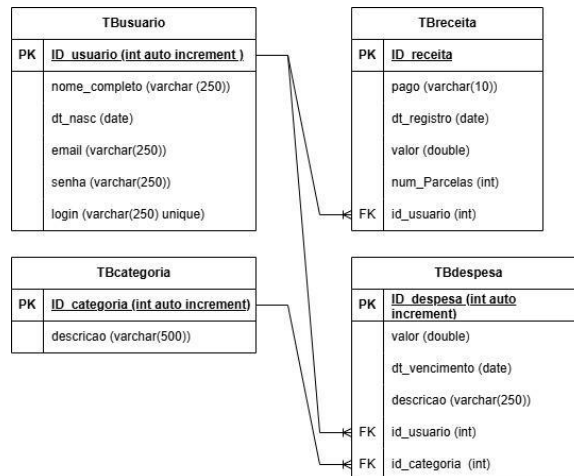 TBusuario
PK ID_usuario (int auto increment )
nome_completo (varchar (250))
dt_nasc (date)
email (varchar(250))
senha (varchar(250))
login (varchar(250) unique)
TBreceita
PK ID_receita
pago (varchar(10))
dt_registro (date)
valor (double)
num_Parcelas (int)
FK id_usuario (int)
TBcategoria
PK ID_categoria (int auto increment)
descricao (varchar(500))
TBdespesa
PK ID_despesa (int auto
increment)
valor (double)
dt_vencimento (date)
descricao (varchar(250))
FK id_usuario (int)
FK id_categoria (int)